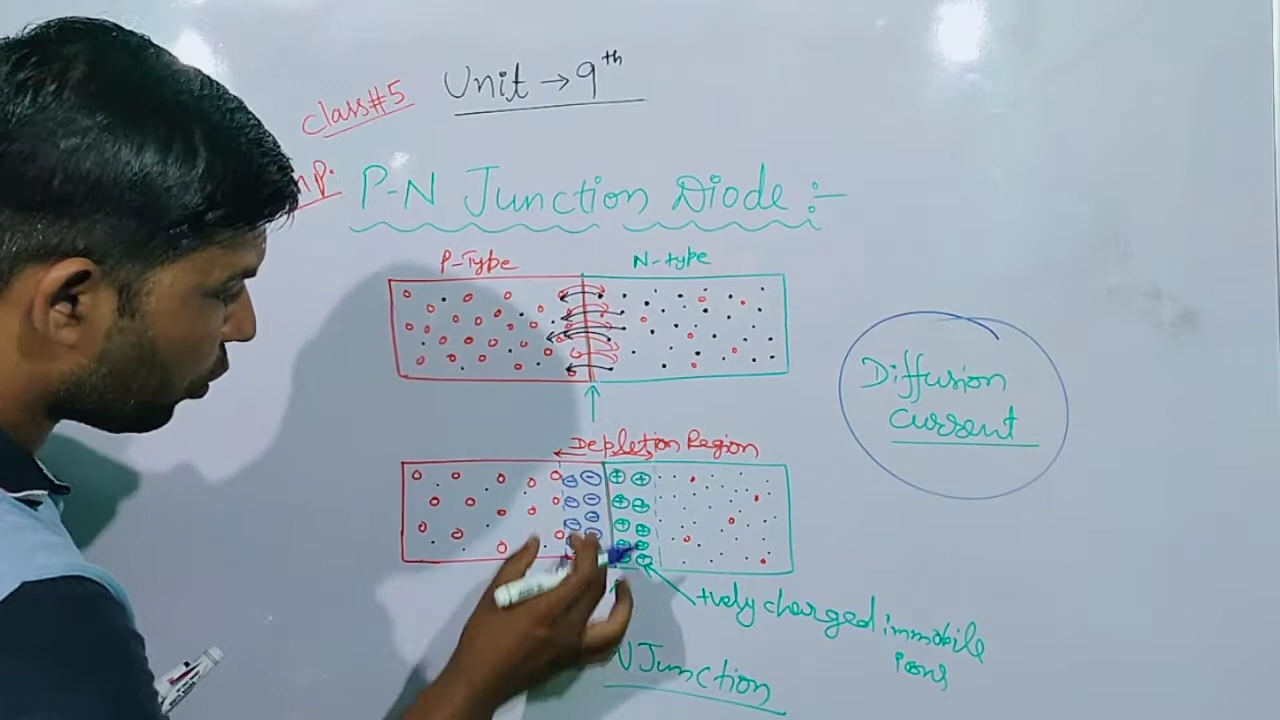 Class#5
Unit → 9th
P-N Junction Diode :-
P-Type
N-type
Diffusion
current
Depletion Region
+vely charged immobile
ions
N Junction